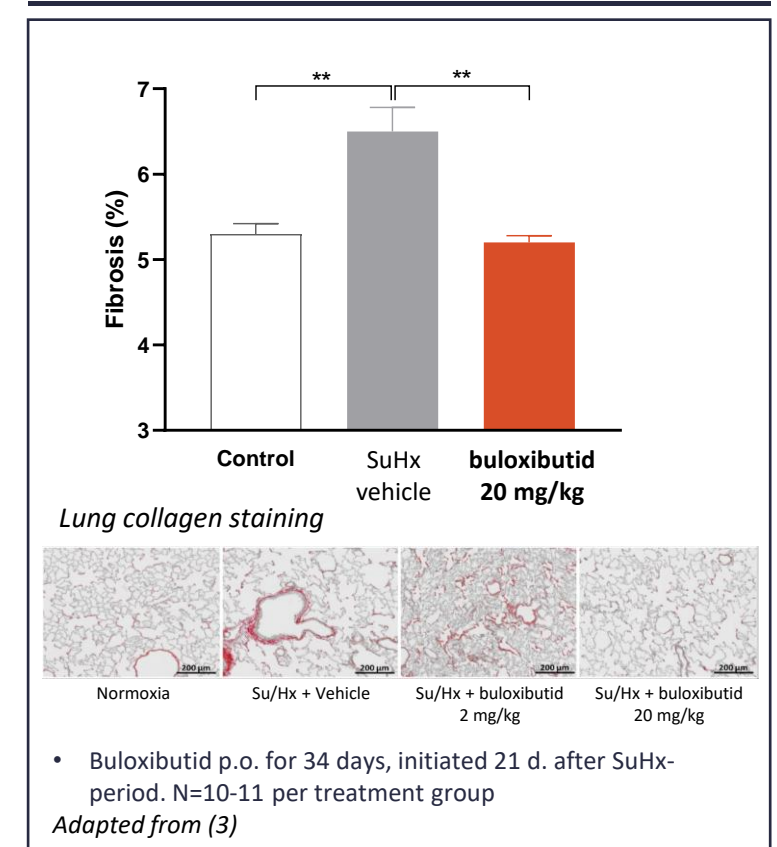 ** **
7
6
5
4
3
Fibrosis (%)
Control SuHx buloxibutid
vehicle 20 mg/kg
Lung collagen staining
200 µm 200 µm 200 µm 200 µm
Normoxia Su/Hx + Vehicle Su/Hx + buloxibutid Su/Hx + buloxibutid
2 mg/kg 20 mg/kg
• Buloxibutid p.o. for 34 days, initiated 21 d. after SuHx-
period. N=10-11 per treatment group
Adapted from (3)